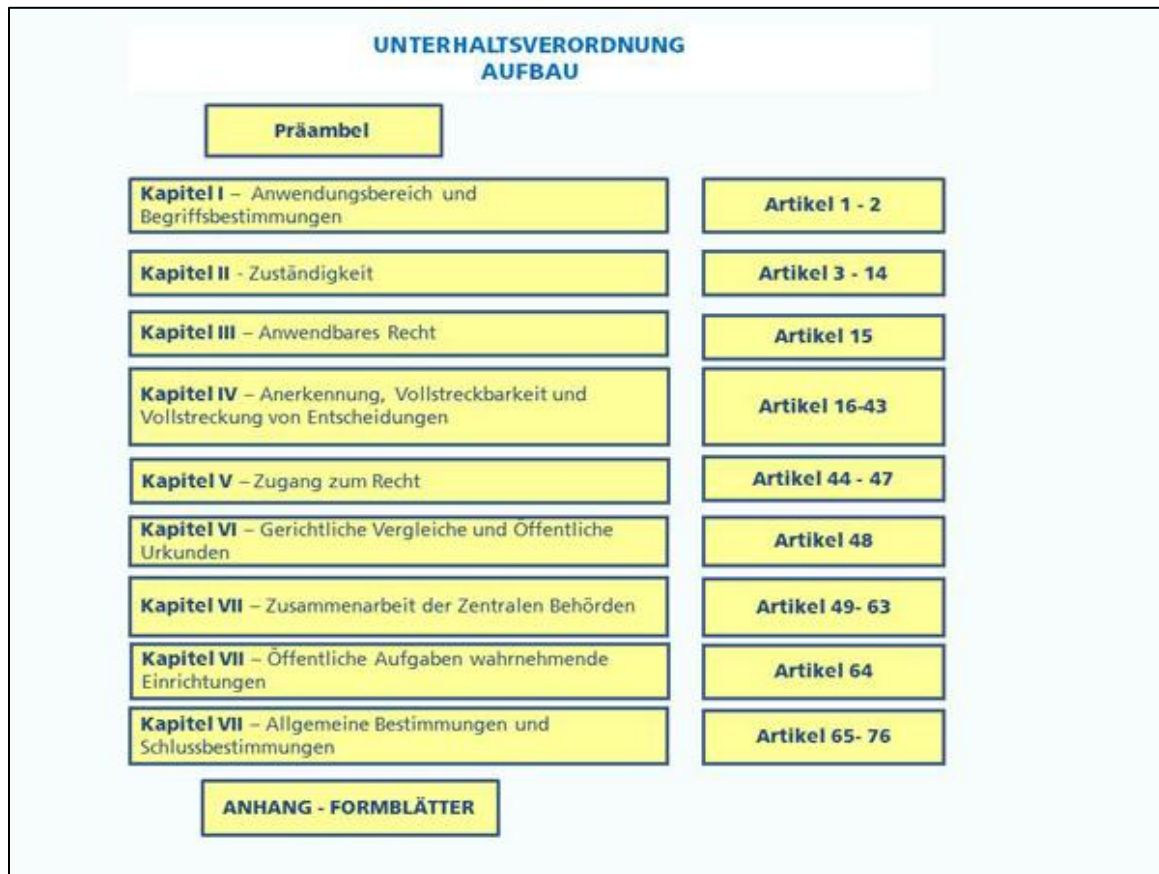 UNTERHALTSVERORDNUNG
AUFBAU
Präambel
Kapitel I – Anwendungsbereich und
Begriffsbestimmungen
Artikel 1 - 2
Kapitel II - Zuständigkeit
Artikel 3 - 14
Kapitel III – Anwendbares Recht
Artikel 15
Kapitel IV – Anerkennung, Vollstreckbarkeit und
Vollstreckung von Entscheidungen
Artikel 16-43
Kapitel V – Zugang zum Recht
Artikel 44 - 47
Kapitel VI – Gerichtliche Vergleiche und Öffentliche
Urkunden
Artikel 48
Kapitel VII – Zusammenarbeit der Zentralen Behörden
Artikel 49- 63
Kapitel VII – Öffentliche Aufgaben wahrnehmende
Einrichtungen
Artikel 64
Kapitel VII – Allgemeine Bestimmungen und
Schlussbestimmungen
Artikel 65- 76
ANHANG - FORMBLÄTTER